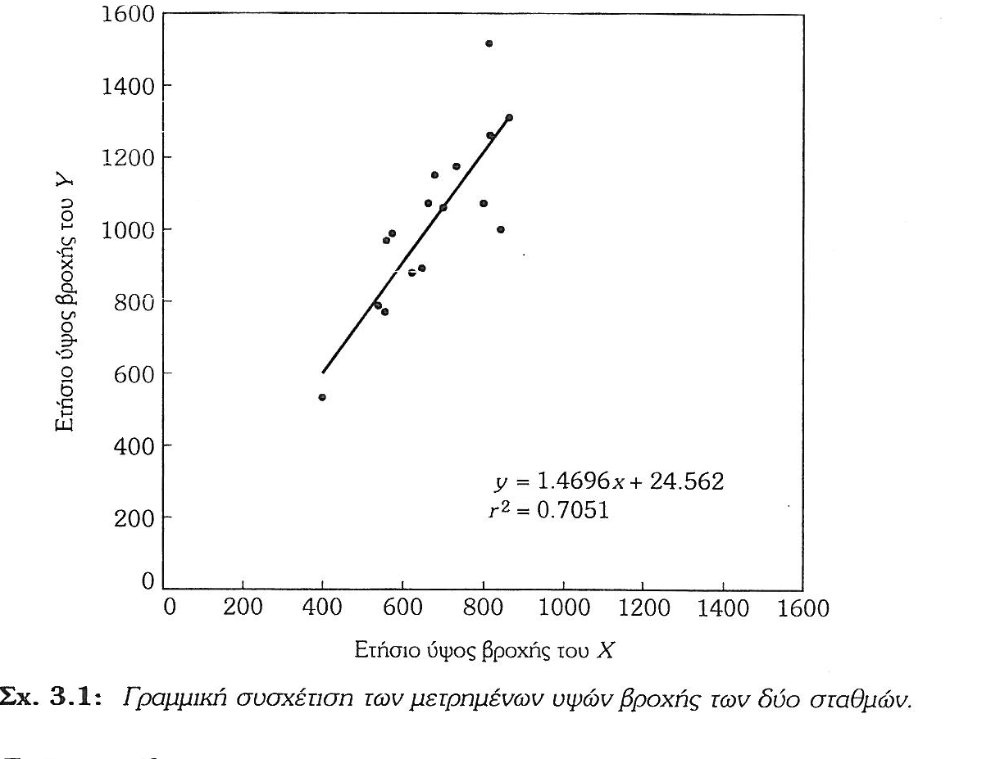 1600
1400
1200
1000
800
600
400
200
0
0 200 400 600 800 1000 1200 1400 1600
Ετήσιο ύψος βροχής του Y
Ετήσιο ύψος βροχής του X
y = 1.4696x + 24.562
r² = 0.7051
Σχ. 3.1: Γραμμική συσχέτιση των μετρημένων υψών βροχής των δύο σταθμών.